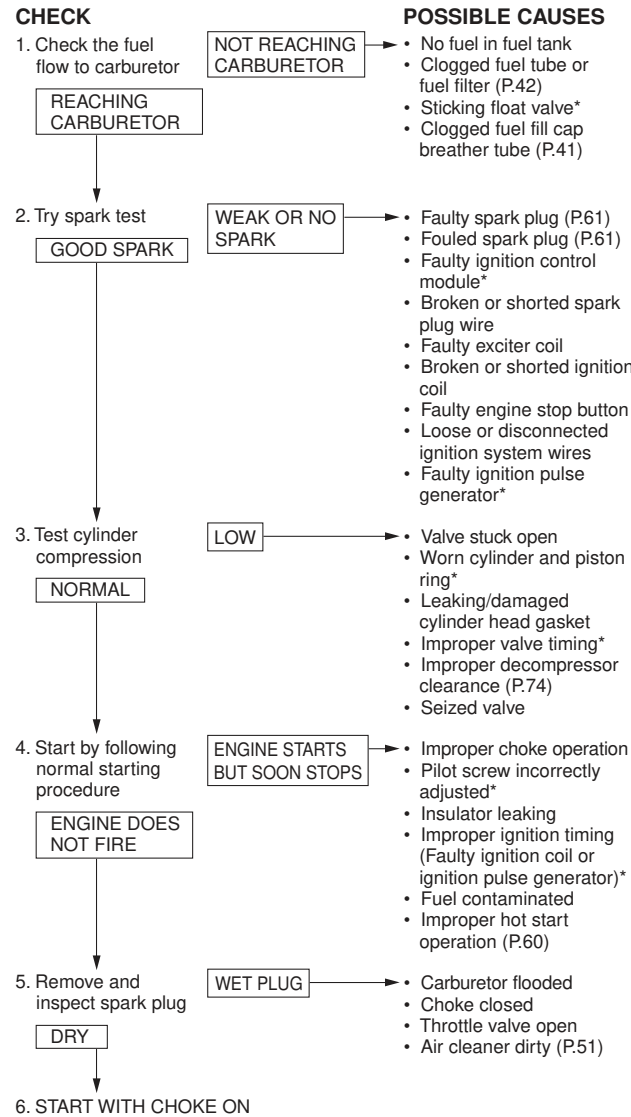 CHECK
POSSIBLE CAUSES
1. Check the fuel
flow to carburetor
REACHING
CARBURETOR
NOT REACHING
CARBURETOR
• No fuel in fuel tank
• Clogged fuel tube or
fuel filter (P.42)
• Sticking float valve*
• Clogged fuel fill cap
breather tube (P.41)
2. Try spark test
GOOD SPARK
WEAK OR NO
SPARK
• Faulty spark plug (P.61)
• Fouled spark plug (P.61)
• Faulty ignition control
module*
• Broken or shorted spark
plug wire
• Faulty exciter coil
• Broken or shorted ignition
coil
• Faulty engine stop button
• Loose or disconnected
ignition system wires
• Faulty ignition pulse
generator*
3. Test cylinder
compression
NORMAL
LOW
• Valve stuck open
• Worn cylinder and piston
ring*
• Leaking/damaged
cylinder head gasket
• Improper valve timing*
• Improper decompressor
clearance (P.74)
• Seized valve
4. Start by following
normal starting
procedure
ENGINE DOES
NOT FIRE
ENGINE STARTS
BUT SOON STOPS
• Improper choke operation
• Pilot screw incorrectly
adjusted*
• Insulator leaking
• Improper ignition timing
(Faulty ignition coil or
ignition pulse generator)*
• Fuel contaminated
• Improper hot start
operation (P.60)
5. Remove and
inspect spark plug
DRY
WET PLUG
• Carburetor flooded
• Choke closed
• Throttle valve open
• Air cleaner dirty (P.51)
6. START WITH CHOKE ON